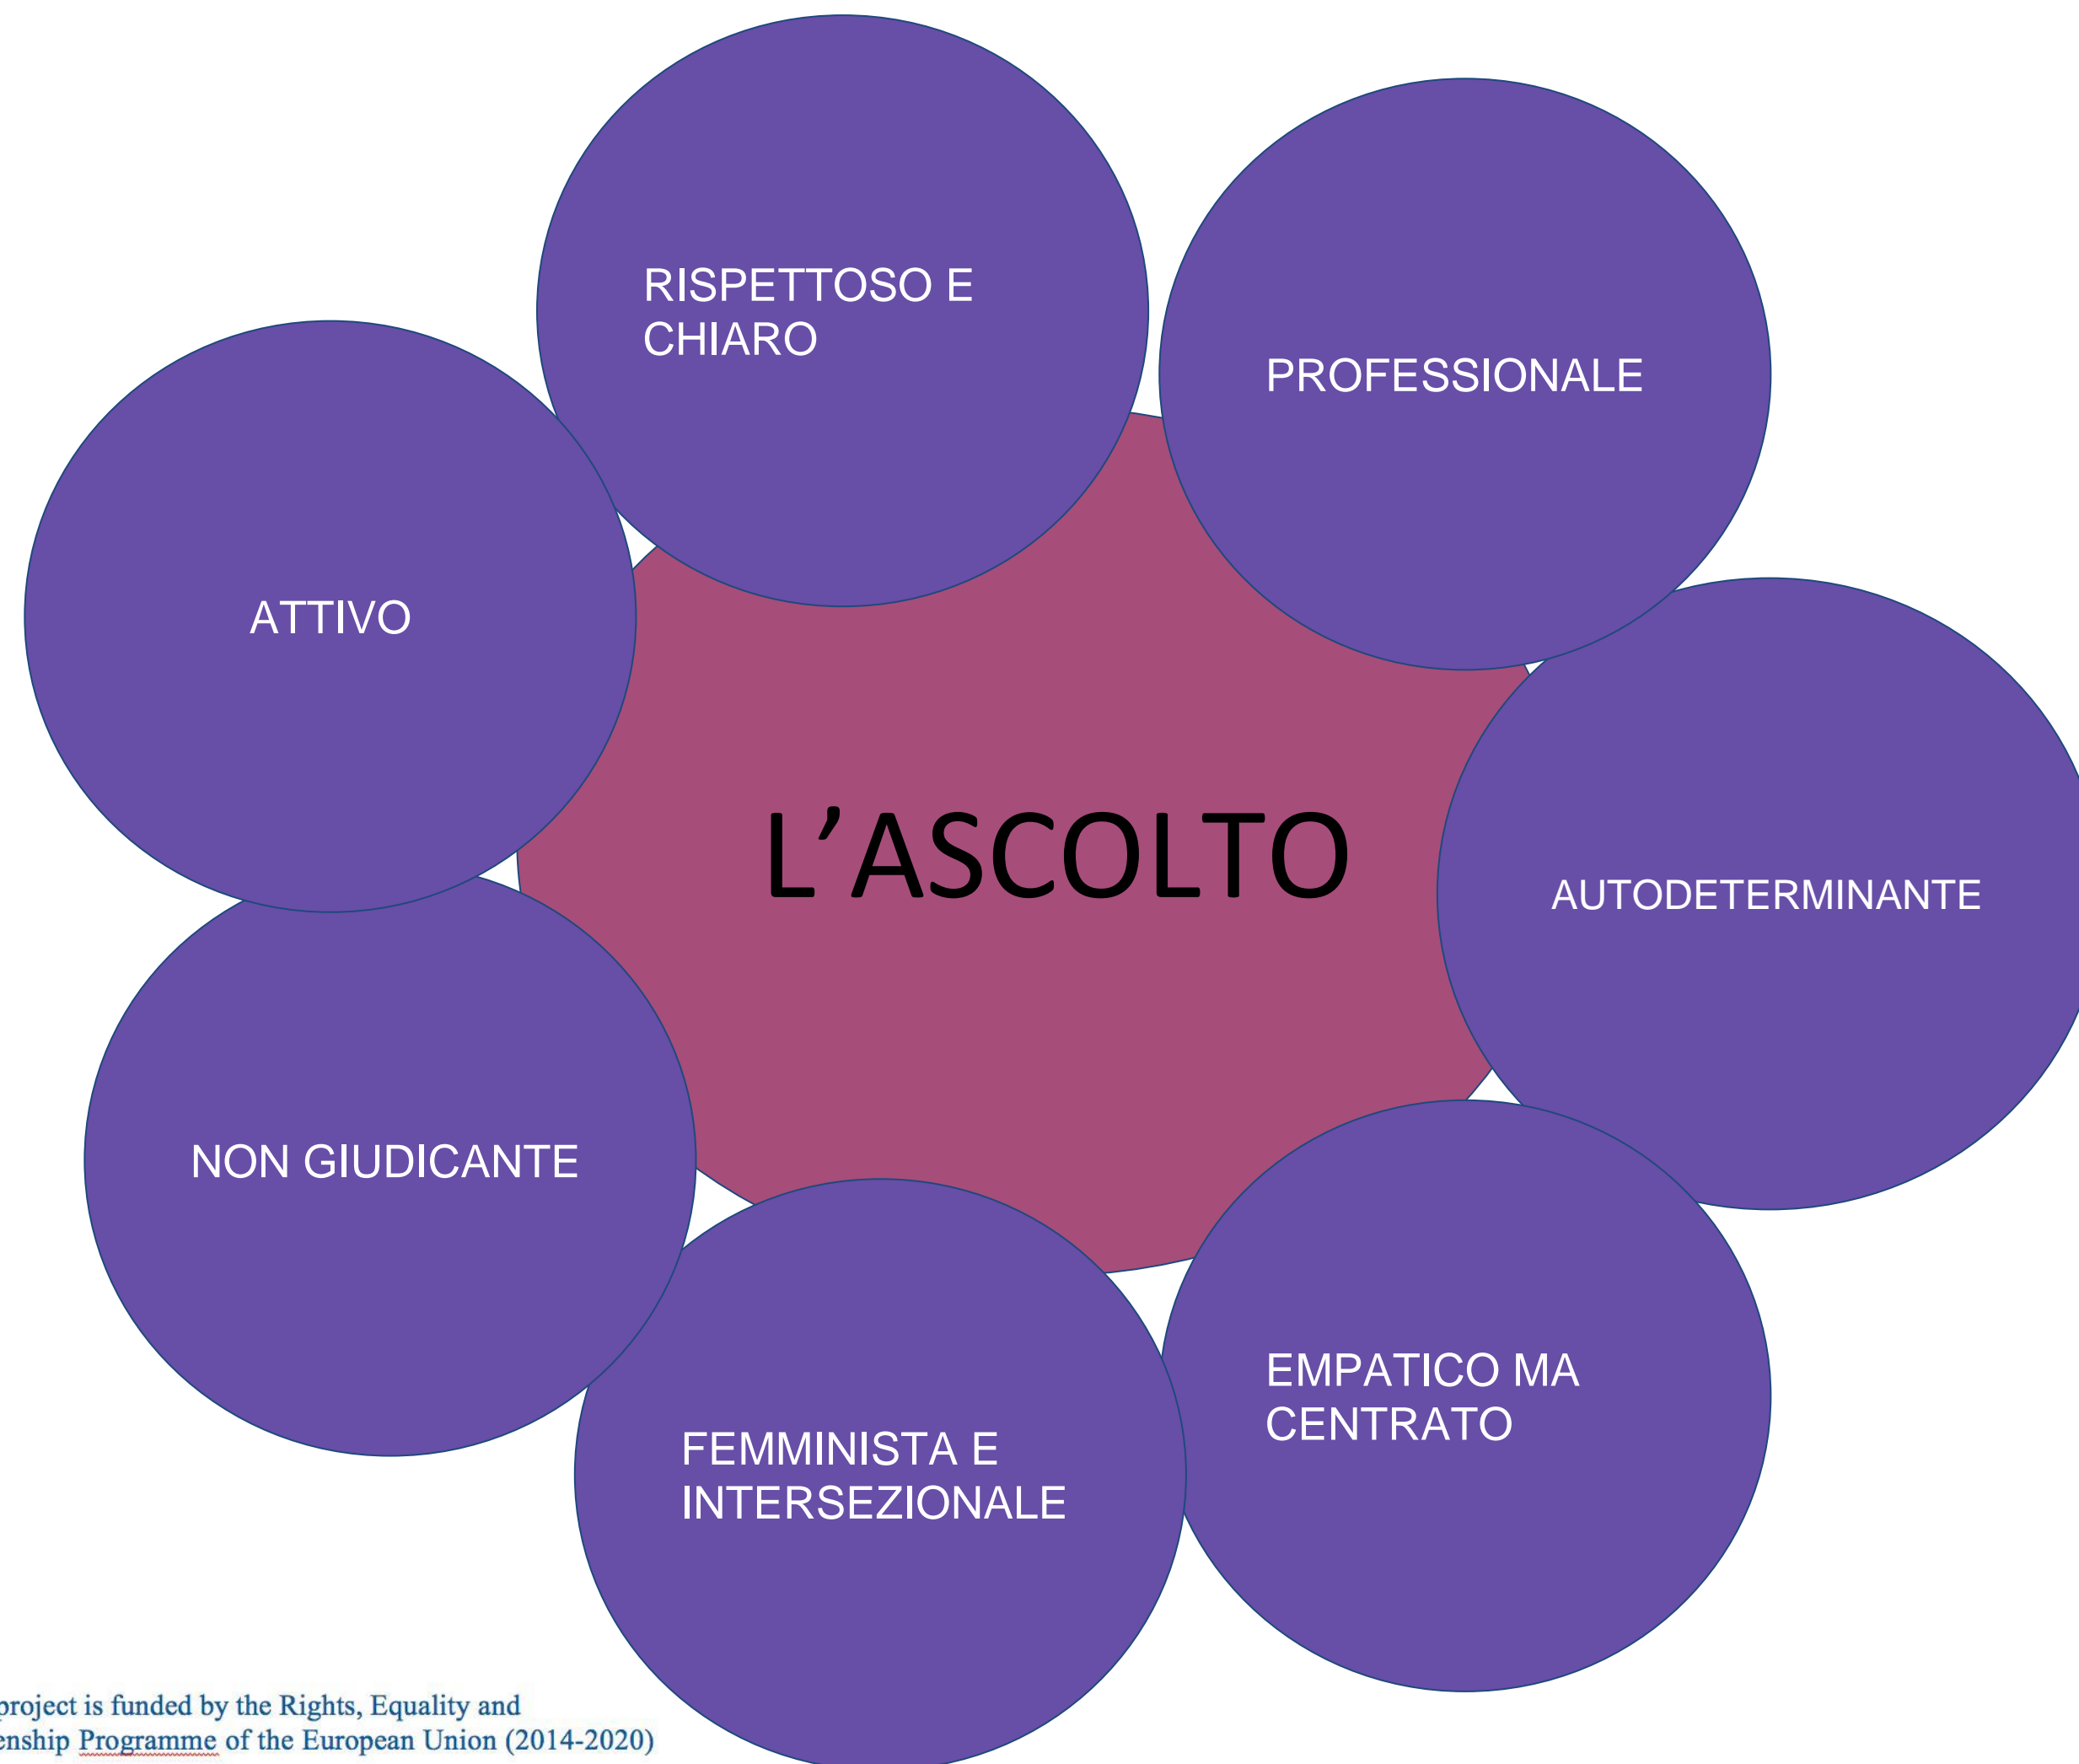 RISPETTOSO E
CHIARO
PROFESSIONALE
ATTIVO
L’ASCOLTO
AUTODETERMINANTE
NON GIUDICANTE
EMPATICO MA
CENTRATO
FEMMINISTA E
INTERSEZIONALE
project is funded by the Rights, Equality and
enship Programme of the European Union (2014-2020)